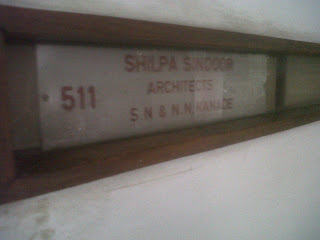 SHILPA SINDOOR
511 ARCHITECTS
S.N & N.N.KANADE